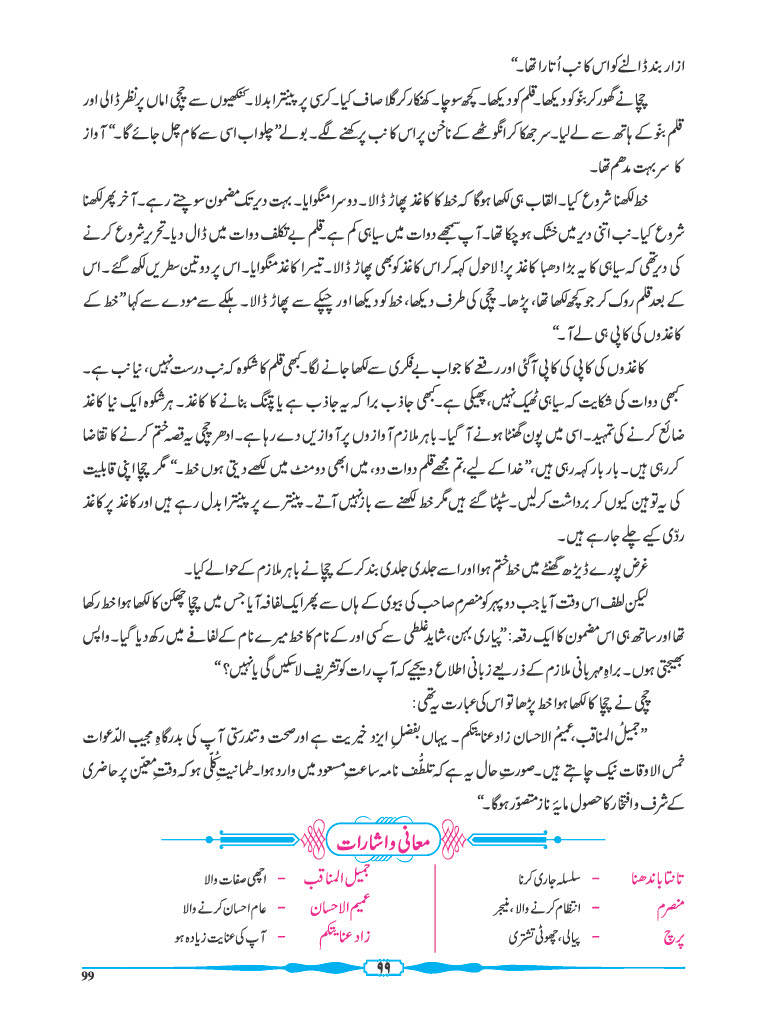 ازار بند ڈالنے کو اس کا نب اُتارا تھا۔“
چچا نے گھور کر بنّو کو دیکھا۔ قلم کو دیکھا۔ کچھ سوچا۔ کھنکار کر گلا صاف کیا۔ کرسی پر پینترا بدلا۔ کنکھیوں سے چچی اماں پر نظر ڈالی اور
قلم بنّو کے ہاتھ سے لے لیا۔ سر جھکا کر انگوٹھے کے ناخن پر اس کا نب پرکھنے لگے۔ بولے ”چلو اب اسی سے کام چل جائے گا۔“ آواز
کا سر بہت مدھم تھا۔
خط لکھنا شروع کیا۔ القاب ہی لکھا ہوگا کہ خط کا کاغذ پھاڑ ڈالا۔ دوسرا منگوایا۔ بہت دیر تک مضمون سوچتے رہے۔ آخر پھر لکھنا
شروع کیا۔ نب اتنی دیر میں خشک ہو چکا تھا۔ آپ سمجھے دوات میں سیاہی کم ہے۔ قلم بے تکلف دوات میں ڈال دیا۔ تحریر شروع کرنے
کی دیر تھی کہ سیاہی کا یہ بڑا دھبا کاغذ پر! لاحول کہہ کر اس کاغذ کو بھی پھاڑ ڈالا۔ تیسرا کاغذ منگوایا۔ اس پر دو تین سطریں لکھ گئے۔ اس
کے بعد قلم روک کر جو کچھ لکھا تھا، پڑھا۔ چچی کی طرف دیکھا، خط کو دیکھا اور چپکے سے پھاڑ ڈالا۔ ہلکے سے مودے سے کہا ”خط کے
کاغذوں کی کاپی ہی لے آ۔“
کاغذوں کی کاپی کی کاپی آگئی اور رقعے کا جواب بے فکری سے لکھا جانے لگا۔ کبھی قلم کا شکوہ کہ نب درست نہیں، نیا نب ہے۔
کبھی دوات کی شکایت کہ سیاہی ٹھیک نہیں، پھیکی ہے۔ کبھی جاذب برا کہ یہ جاذب ہے یا پتنگ بنانے کا کاغذ۔ ہر شکوہ ایک نیا کاغذ
ضائع کرنے کی تمہید۔ اسی میں پون گھنٹا ہونے آ گیا۔ باہر ملازم آوازوں پر آوازیں دے رہا ہے۔ ادھر چچی یہ قصہ ختم کرنے کا تقاضا
کر رہی ہیں۔ بار بار کہہ رہی ہیں، ”خدا کے لیے، تم مجھے قلم دوات دو، میں ابھی دو منٹ میں لکھے دیتی ہوں خط۔“ مگر چچا اپنی قابلیت
کی یہ توہین کیوں کر برداشت کرلیں۔ سٹپٹا گئے ہیں مگر خط لکھنے سے باز نہیں آتے۔ پینترے پر پینترا بدل رہے ہیں اور کاغذ پر کاغذ
ردّی کیے چلے جا رہے ہیں۔
غرض پورے ڈیڑھ گھنٹے میں خط ختم ہوا اور اسے جلدی جلدی بند کر کے چچا نے باہر ملازم کے حوالے کیا۔
لیکن لطف اس وقت آیا جب دو پہر کو منصرم صاحب کی بیوی کے ہاں سے پھر ایک لفافہ آیا جس میں چچا چھکن کا لکھا ہوا خط رکھا
تھا اور ساتھ ہی اس مضمون کا ایک رقعہ: ”پیاری بہن، شاید غلطی سے کسی اور کے نام کا خط میرے نام کے لفافے میں رکھ دیا گیا۔ واپس
بھیجتی ہوں۔ براہِ مہربانی ملازم کے ذریعے زبانی اطلاع دیجیے کہ آپ رات کو تشریف لا سکیں گی یا نہیں؟“
چچی نے چچا کا لکھا ہوا خط پڑھا تو اس کی عبارت یہ تھی:
”جمیلُ المناقب، عمیمُ الاحسان زاد عنایتکم۔ یہاں بفضلِ ایزد خیریت ہے اور صحت و تندرستی آپ کی بدرگاہِ مجیب الدّعوات
خمس الاوقات نیک چاہتے ہیں۔ صورتِ حال یہ ہے کہ تلطّف نامہ ساعتِ مسعود میں وارد ہوا۔ طمانیتِ کُلّی ہو کہ وقتِ معیّن پر حاضری
کے شرف و افتخار کا حصول مایۂ ناز متصوّر ہوگا۔“
معانی و اشارات
تانتا باندھنا – سلسلہ جاری کرنا
منصرم – انتظام کرنے والا، منیجر
پرچ – پیالی، چھوٹی تشتری
جمیل المناقب – اچھی صفات والا
عمیم الاحسان – عام احسان کرنے والا
زاد عنایتکم – آپ کی عنایت زیادہ ہو
۹۹
99